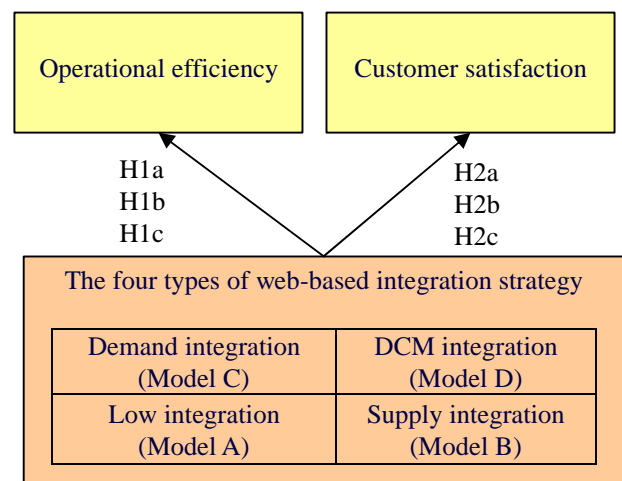 Operational efficiency
Customer satisfaction
H1a
H1b
H1c
H2a
H2b
H2c
The four types of web-based integration strategy
Demand integration
(Model C)
DCM integration
(Model D)
Low integration
(Model A)
Supply integration
(Model B)